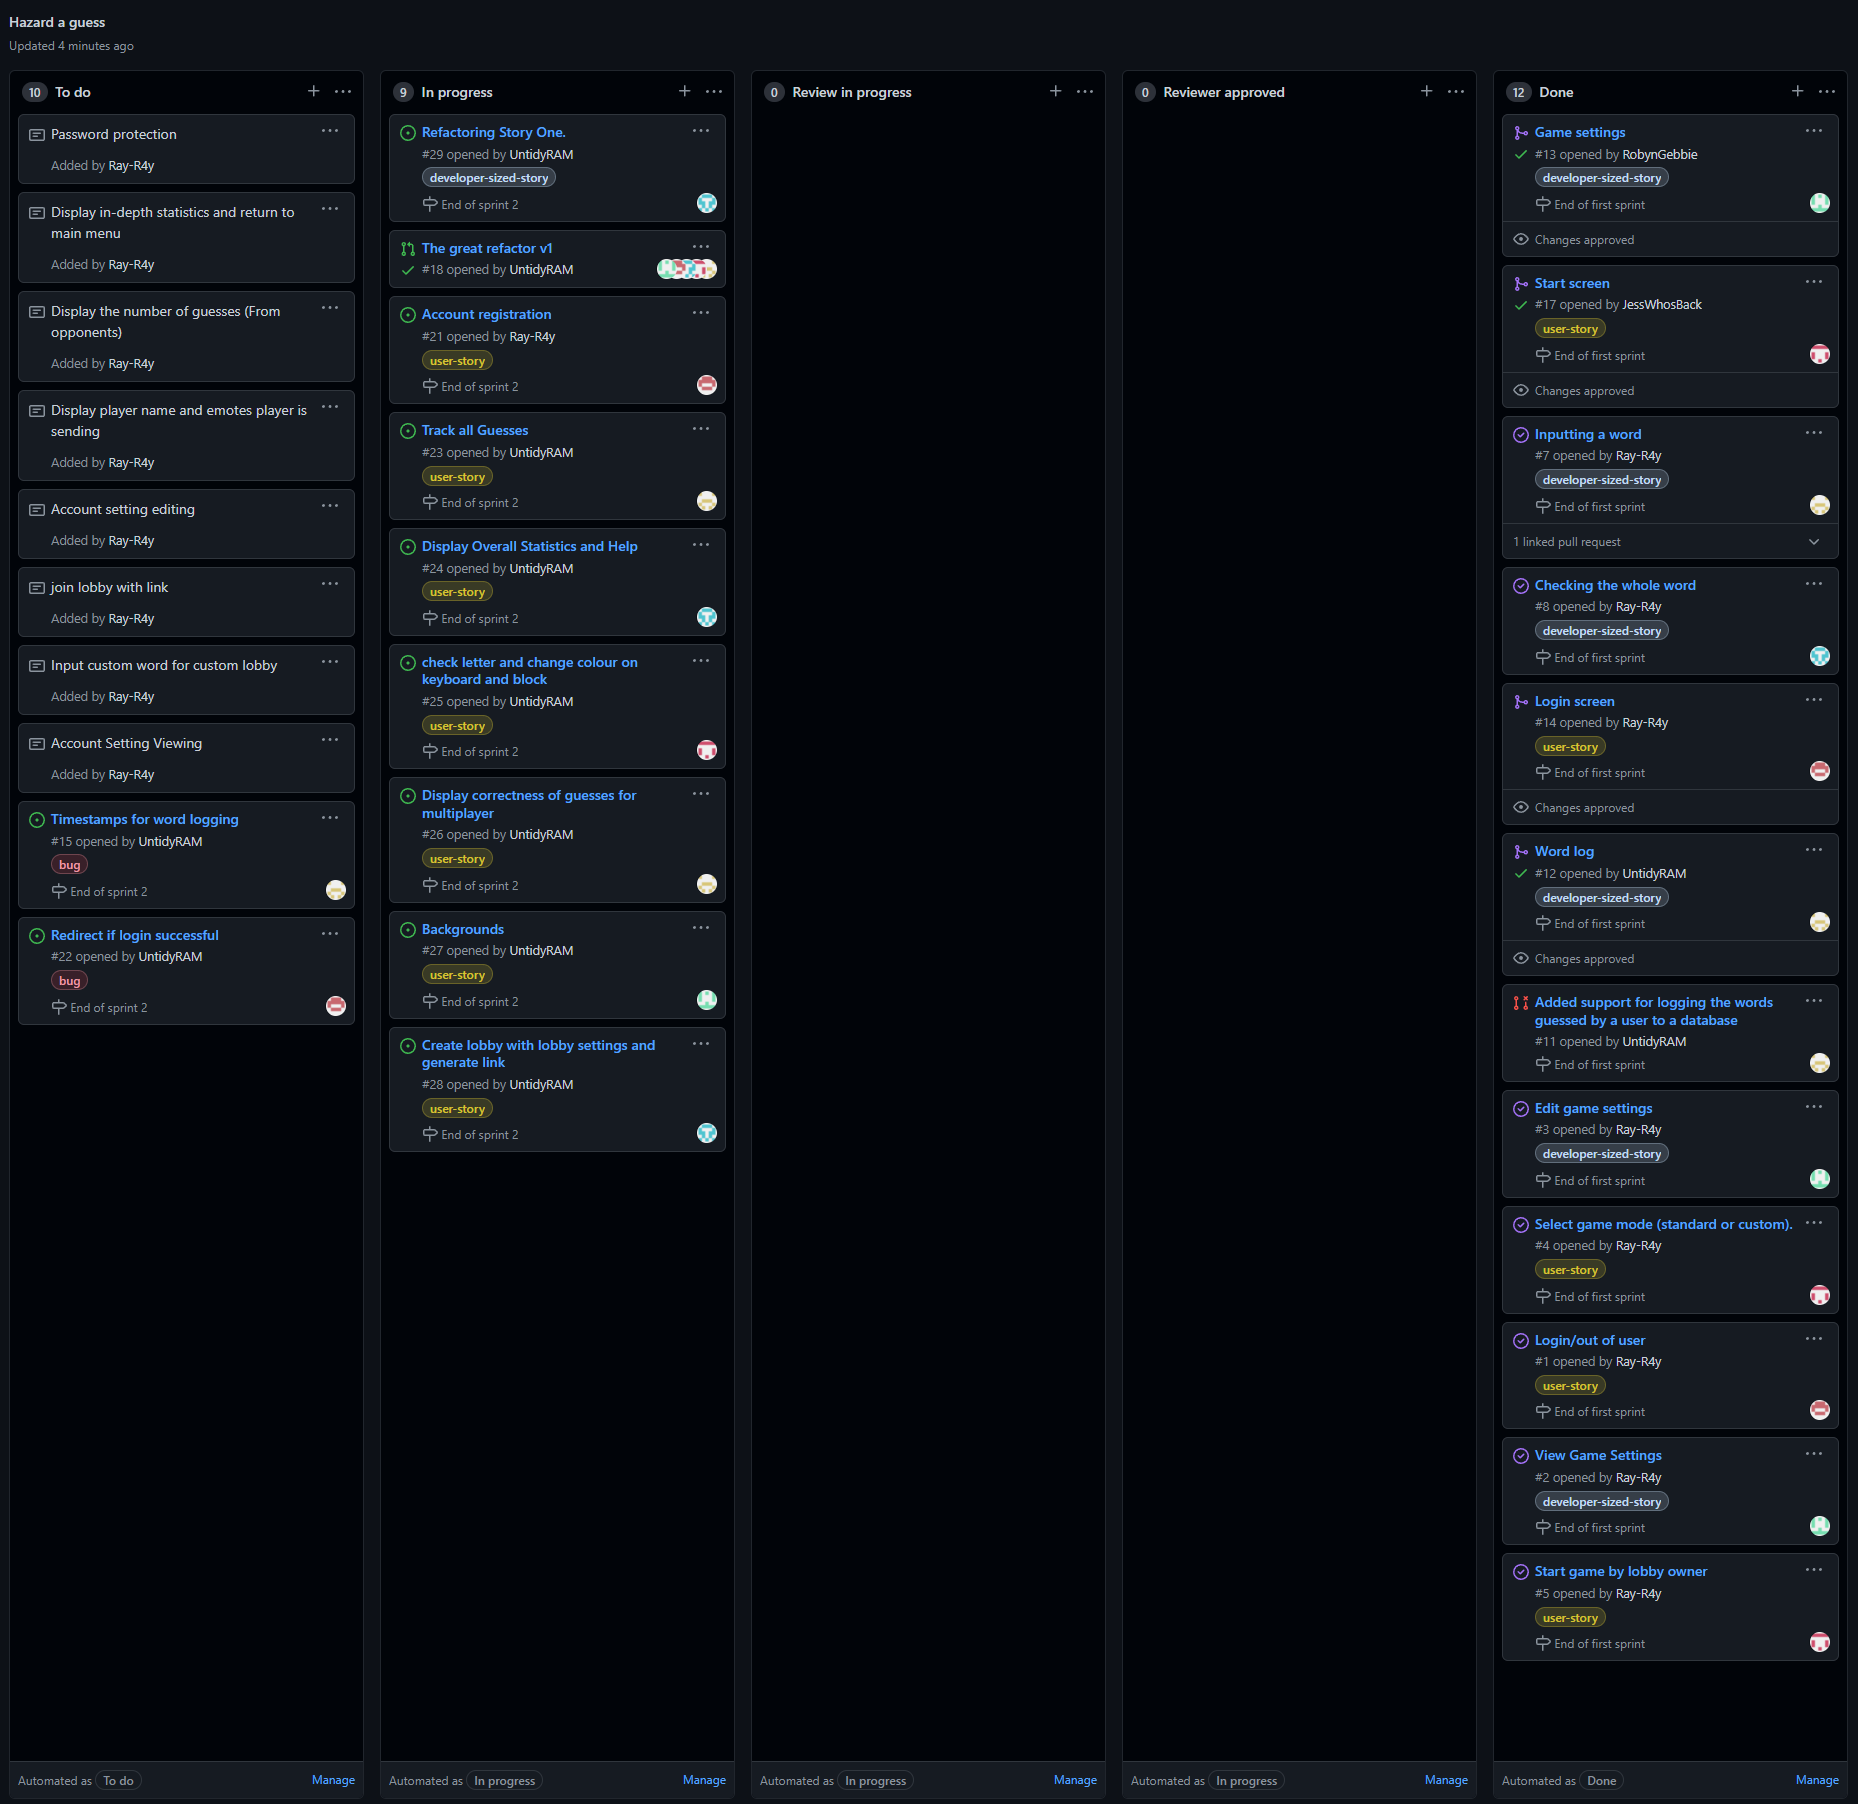 Hazard a guess
Updated 4 minutes ago
10 To do
Password protection
Added by Ray-R4y
Display in-depth statistics and return to
main menu
Added by Ray-R4y
Display the number of guesses (From
opponents)
Added by Ray-R4y
Display player name and emotes player is
sending
Added by Ray-R4y
Account setting editing
Added by Ray-R4y
join lobby with link
Added by Ray-R4y
Input custom word for custom lobby
Added by Ray-R4y
Account Setting Viewing
Added by Ray-R4y
Timestamps for word logging
#15 opened by UntidyRAM
bug
End of sprint 2
Redirect if login successful
#22 opened by UntidyRAM
bug
End of sprint 2
Automated as To do Manage
9 In progress
Refactoring Story One.
#29 opened by UntidyRAM
developer-sized-story
End of sprint 2
The great refactor v1
#18 opened by UntidyRAM
Account registration
#21 opened by Ray-R4y
user-story
End of sprint 2
Track all Guesses
#23 opened by UntidyRAM
user-story
End of sprint 2
Display Overall Statistics and Help
#24 opened by UntidyRAM
user-story
End of sprint 2
check letter and change colour on
keyboard and block
#25 opened by UntidyRAM
user-story
End of sprint 2
Display correctness of guesses for
multiplayer
#26 opened by UntidyRAM
user-story
End of sprint 2
Backgrounds
#27 opened by UntidyRAM
user-story
End of sprint 2
Create lobby with lobby settings and
generate link
#28 opened by UntidyRAM
user-story
End of sprint 2
Automated as In progress Manage
0 Review in progress
Automated as In progress Manage
0 Reviewer approved
Automated as In progress Manage
12 Done
Game settings
#13 opened by RobynGebbie
developer-sized-story
End of first sprint
Changes approved
Start screen
#17 opened by JessWhosBack
user-story
End of first sprint
Changes approved
Inputting a word
#7 opened by Ray-R4y
developer-sized-story
End of first sprint
1 linked pull request
Checking the whole word
#8 opened by Ray-R4y
developer-sized-story
End of first sprint
Login screen
#14 opened by Ray-R4y
user-story
End of first sprint
Changes approved
Word log
#12 opened by UntidyRAM
developer-sized-story
End of first sprint
Changes approved
Added support for logging the words
guessed by a user to a database
#11 opened by UntidyRAM
End of first sprint
Edit game settings
#3 opened by Ray-R4y
developer-sized-story
End of first sprint
Select game mode (standard or custom).
#4 opened by Ray-R4y
user-story
End of first sprint
Login/out of user
#1 opened by Ray-R4y
user-story
End of first sprint
View Game Settings
#2 opened by Ray-R4y
developer-sized-story
End of first sprint
Start game by lobby owner
#5 opened by Ray-R4y
user-story
End of first sprint
Automated as Done Manage